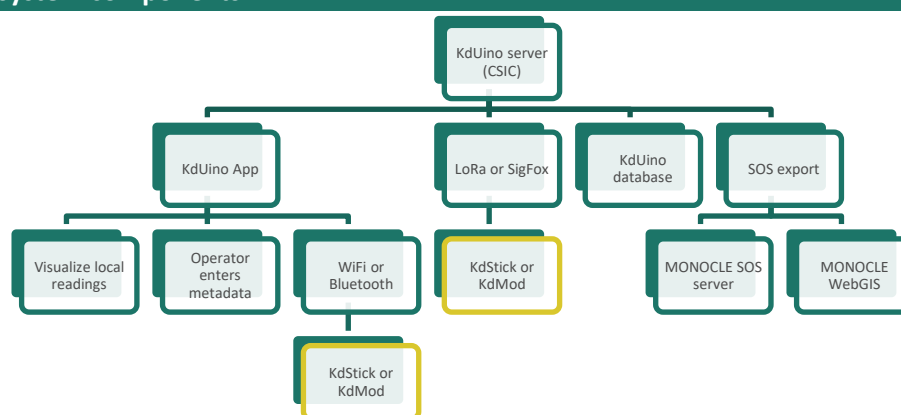 KdUino server
(CSIC)
KdUino App
LoRa or SigFox
KdUino
database
SOS export
Visualize local
readings
Operator
enters
metadata
WiFi or
Bluetooth
KdStick or
KdMod
MONOCLE SOS
server
MONOCLE
WebGIS
KdStick or
KdMod